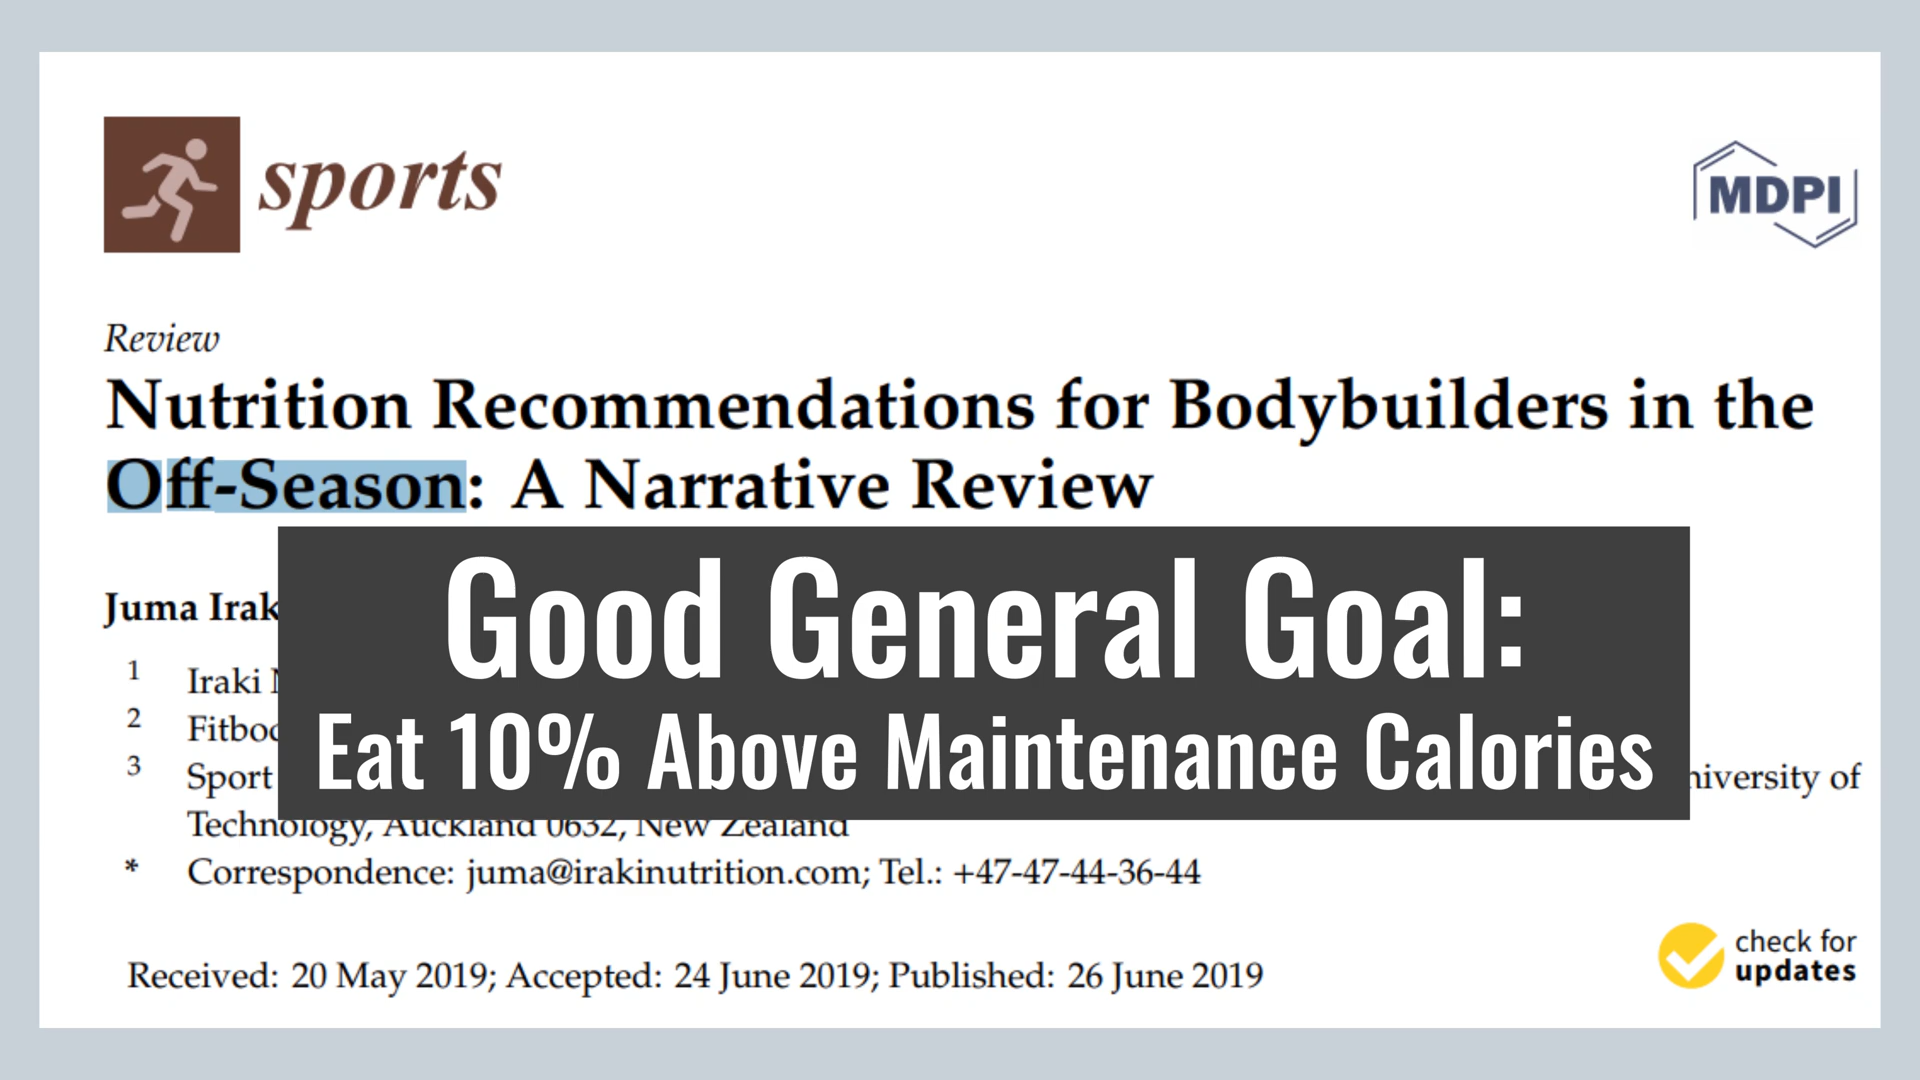 sports
MDPI
Review
Nutrition Recommendations for Bodybuilders in the
Off-Season: A Narrative Review
Good General Goal:
Eat 10% Above Maintenance Calories
Juma Irak
1 Iraki
2
3 Sport of
Technology, Auckland 0632, New Zealand
* Correspondence: juma@irakinutrition.com; Tel.: +47-47-44-36-44
check for
updates
Received: 20 May 2019; Accepted: 24 June 2019; Published: 26 June 2019